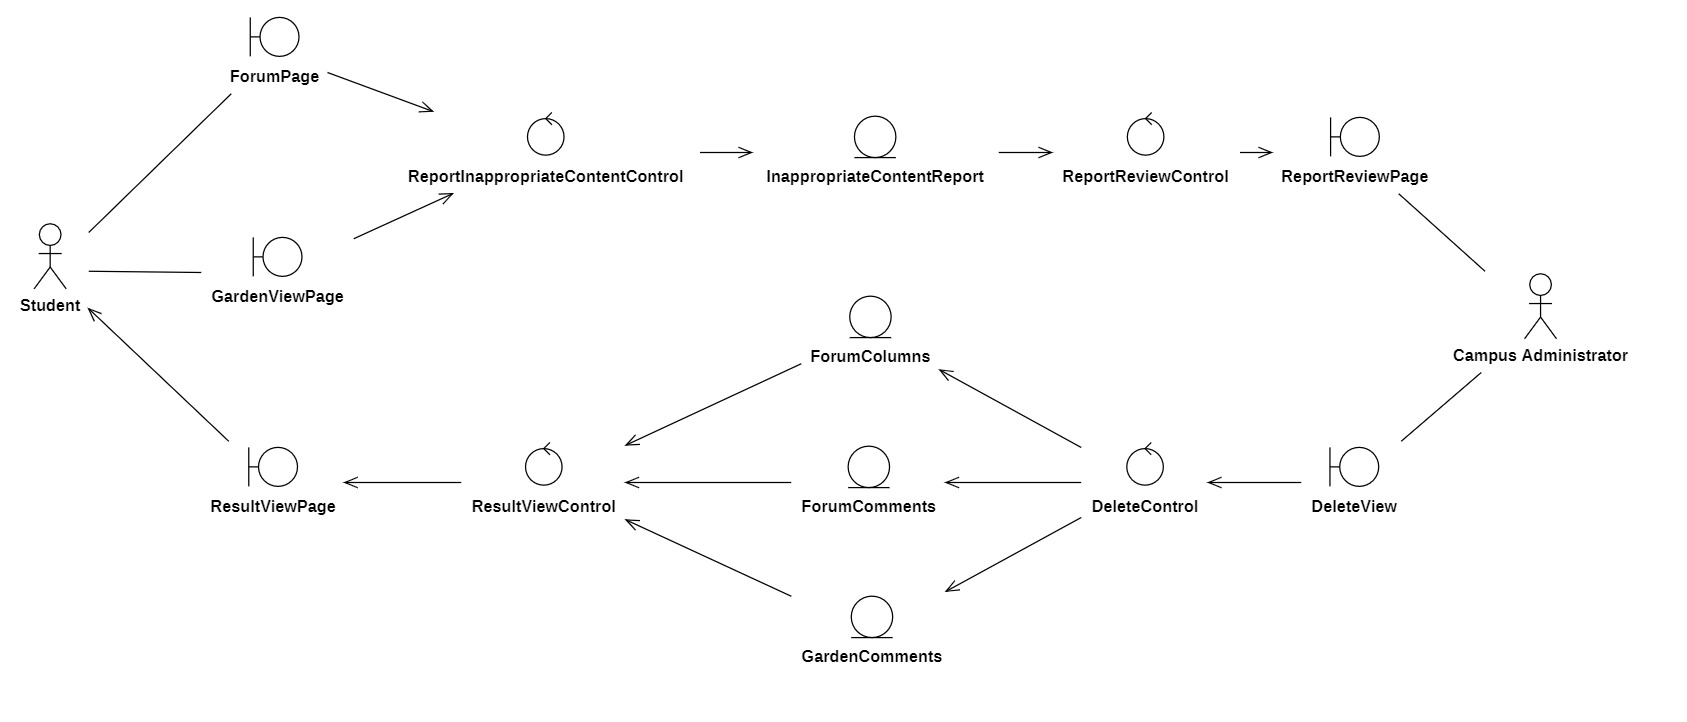 ForumPage
ReportInappropriateContentControl
InappropriateContentReport
ReportReviewControl
ReportReviewPage
GardenViewPage
Student
ForumColumns
Campus Administrator
ResultViewPage
ResultViewControl
ForumComments
DeleteControl
DeleteView
GardenComments